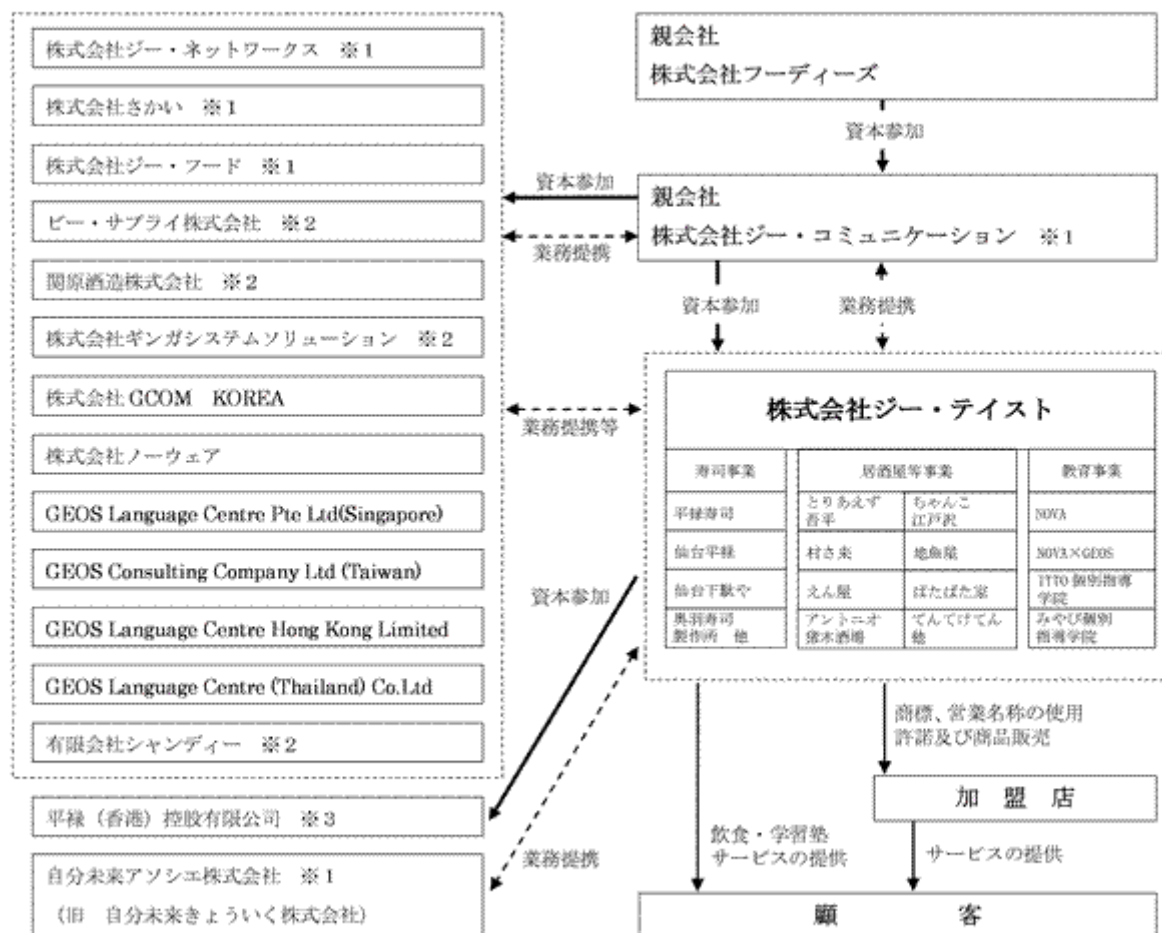 株式会社ジー・ネットワークス ※1
株式会社さかい ※1
株式会社ジー・フード ※1
ビー・サプライ株式会社 ※2
関原酒造株式会社 ※2
株式会社ギンガシステムソリューション ※2
株式会社 GCOM KOREA
株式会社ノーウェア
GEOS Language Centre Pte Ltd(Singapore)
GEOS Consulting Company Ltd (Taiwan)
GEOS Language Centre Hong Kong Limited
GEOS Language Centre (Thailand) Co.Ltd
有限会社シャンディー ※2
平禄（香港）控股有限公司 ※3
自分未来アソシエ株式会社 ※1
（旧 自分未来きょういく株式会社）
親会社
株式会社フーディーズ
資本参加
親会社
株式会社ジー・コミュニケーション ※1
資本参加
業務提携
資本参加
業務提携
株式会社ジー・テイスト
寿司事業
平禄寿司
仙台平禄
仙台下駄や
奥羽寿司
製作所 他
居酒屋等事業
とりあえず
吾平
ちゃんこ
江戸沢
村さ来
地魚屋
えん屋
ぱたぱた家
アントニオ
猪木酒場
てんてけてん
他
教育事業
NOVA
NOVA×GEOS
ITTO個別指導
学院
みやび個別
指導学院
業務提携等
資本参加
業務提携
商標、営業名称の使用
許諾及び商品販売
加盟店
飲食・学習塾
サービスの提供
サービスの提供
顧客